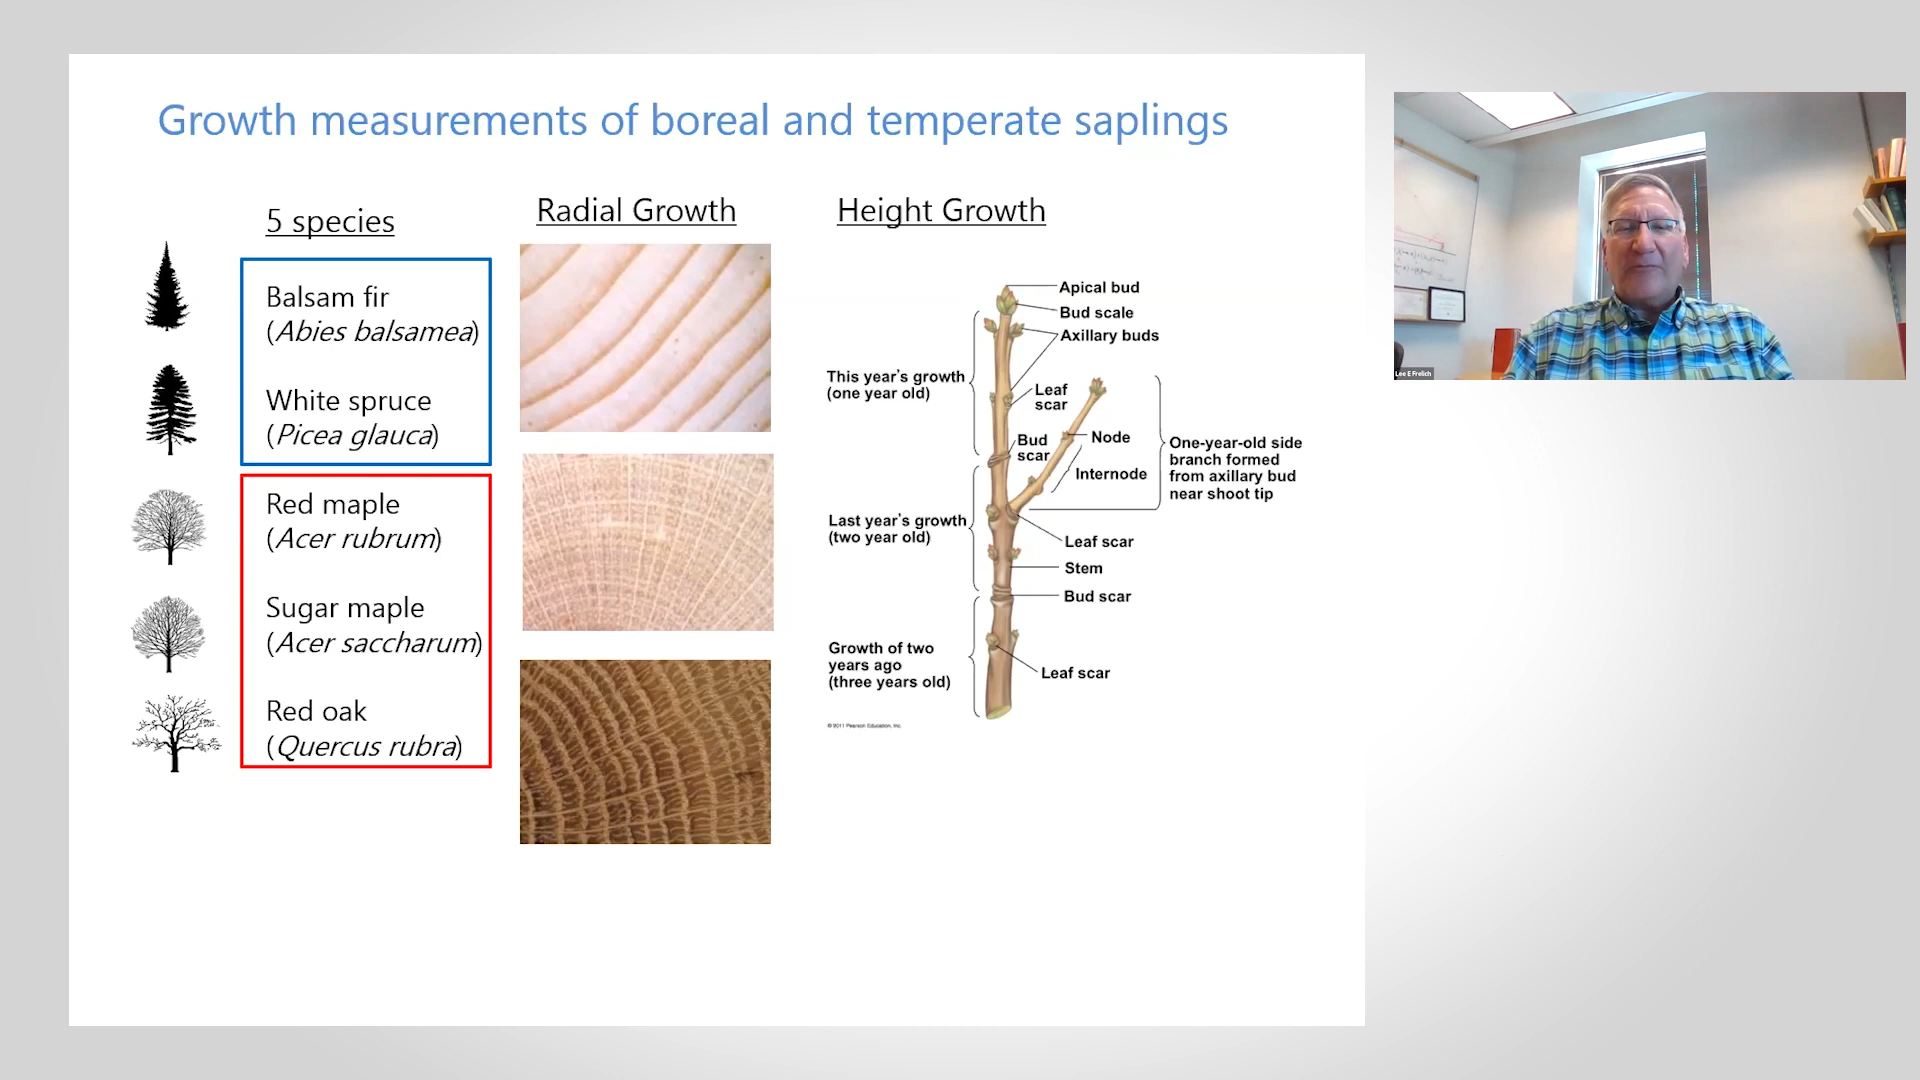 Growth measurements of boreal and temperate saplings
5 species
Balsam fir
(Abies balsamea)
White spruce
(Picea glauca)
Red maple
(Acer rubrum)
Sugar maple
(Acer saccharum)
Red oak
(Quercus rubra)
Radial Growth
Height Growth
Apical bud
Bud scale
Axillary buds
This year's growth
(one year old)
Leaf
scar
Bud
scar
Node
Internode
One-year-old side
branch formed
from axillary bud
near shoot tip
Last year's growth
(two year old)
Leaf scar
Stem
Bud scar
Growth of two
years ago
(three years old)
Leaf scar
© 2011 Pearson Education, Inc.
Lee E Frelich